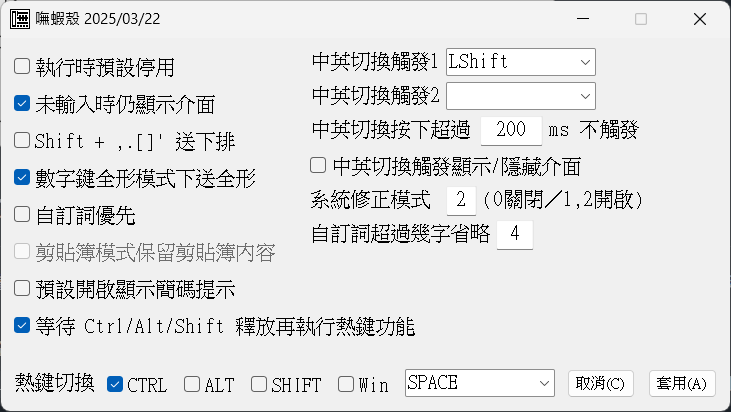 嘸蝦殼 2025/03/22
執行時預設停用
未輸入時仍顯示介面
Shift + ,.[]' 送下排
數字鍵全形模式下送全形
自訂詞優先
剪貼簿模式保留剪貼簿內容
預設開啟顯示簡碼提示
等待 Ctrl/Alt/Shift 釋放再執行熱鍵功能
中英切換觸發1 LShift
中英切換觸發2
中英切換按下超過 200 ms 不觸發
中英切換觸發顯示/隱藏介面
系統修正模式 2 (0關閉／1,2開啟)
自訂詞超過幾字省略 4
熱鍵切換 CTRL ALT SHIFT Win SPACE 取消(C) 套用(A)